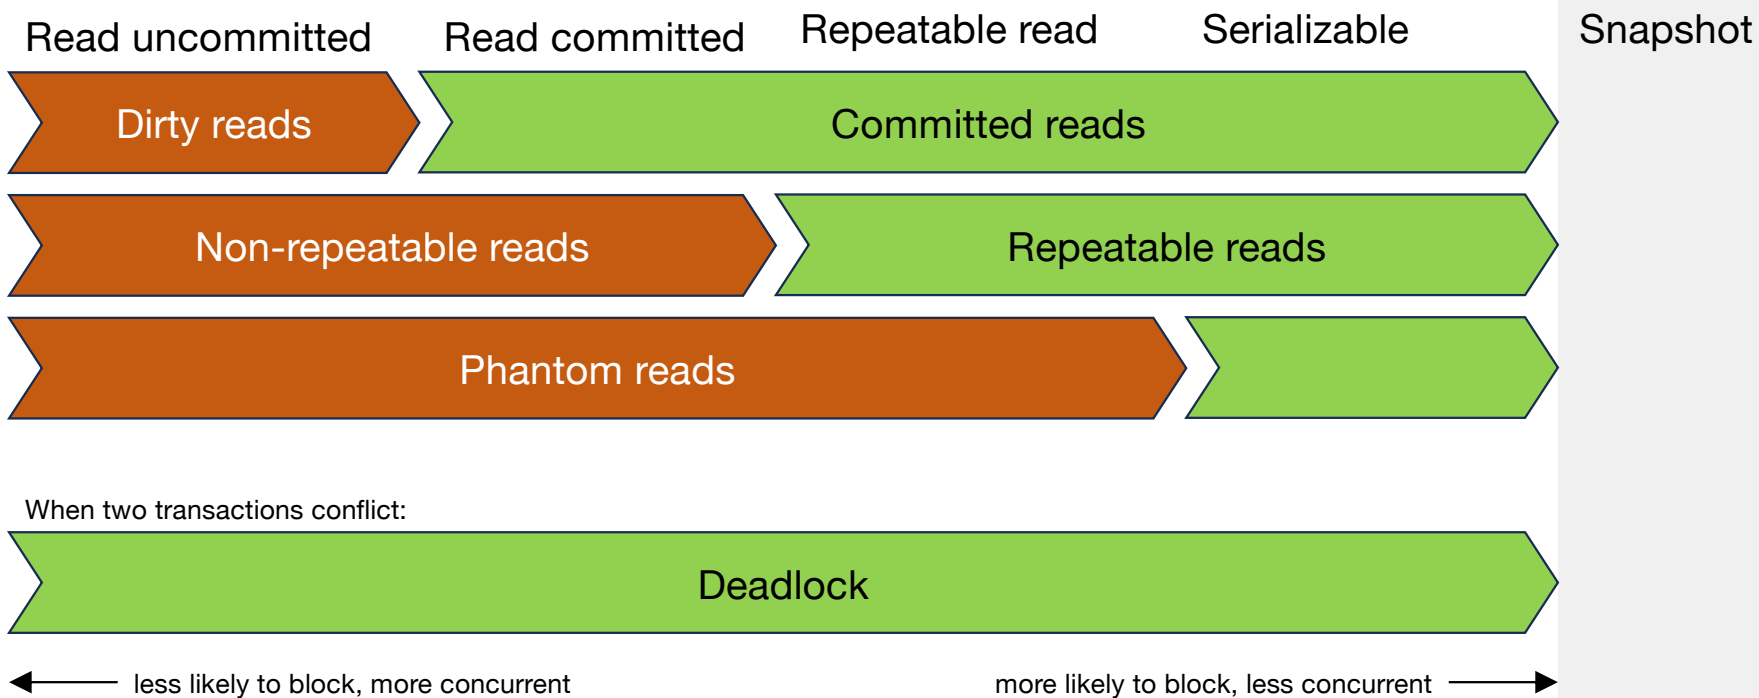 Read uncommitted
Read committed
Repeatable read
Serializable
Snapshot
Dirty reads
Committed reads
Non-repeatable reads
Repeatable reads
Phantom reads
When two transactions conflict:
Deadlock
less likely to block, more concurrent
more likely to block, less concurrent